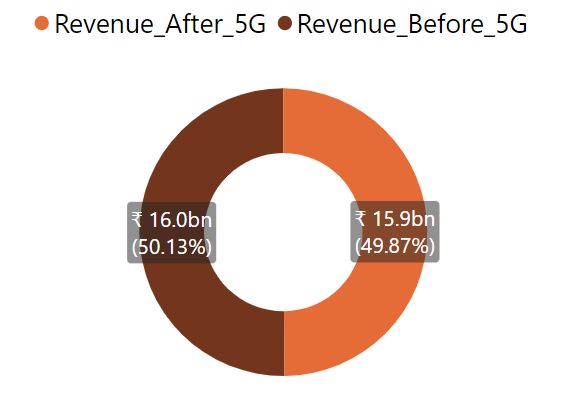 Revenue_After_5G Revenue_Before_5G
₹ 16.0bn
(50.13%)
₹ 15.9bn
(49.87%)